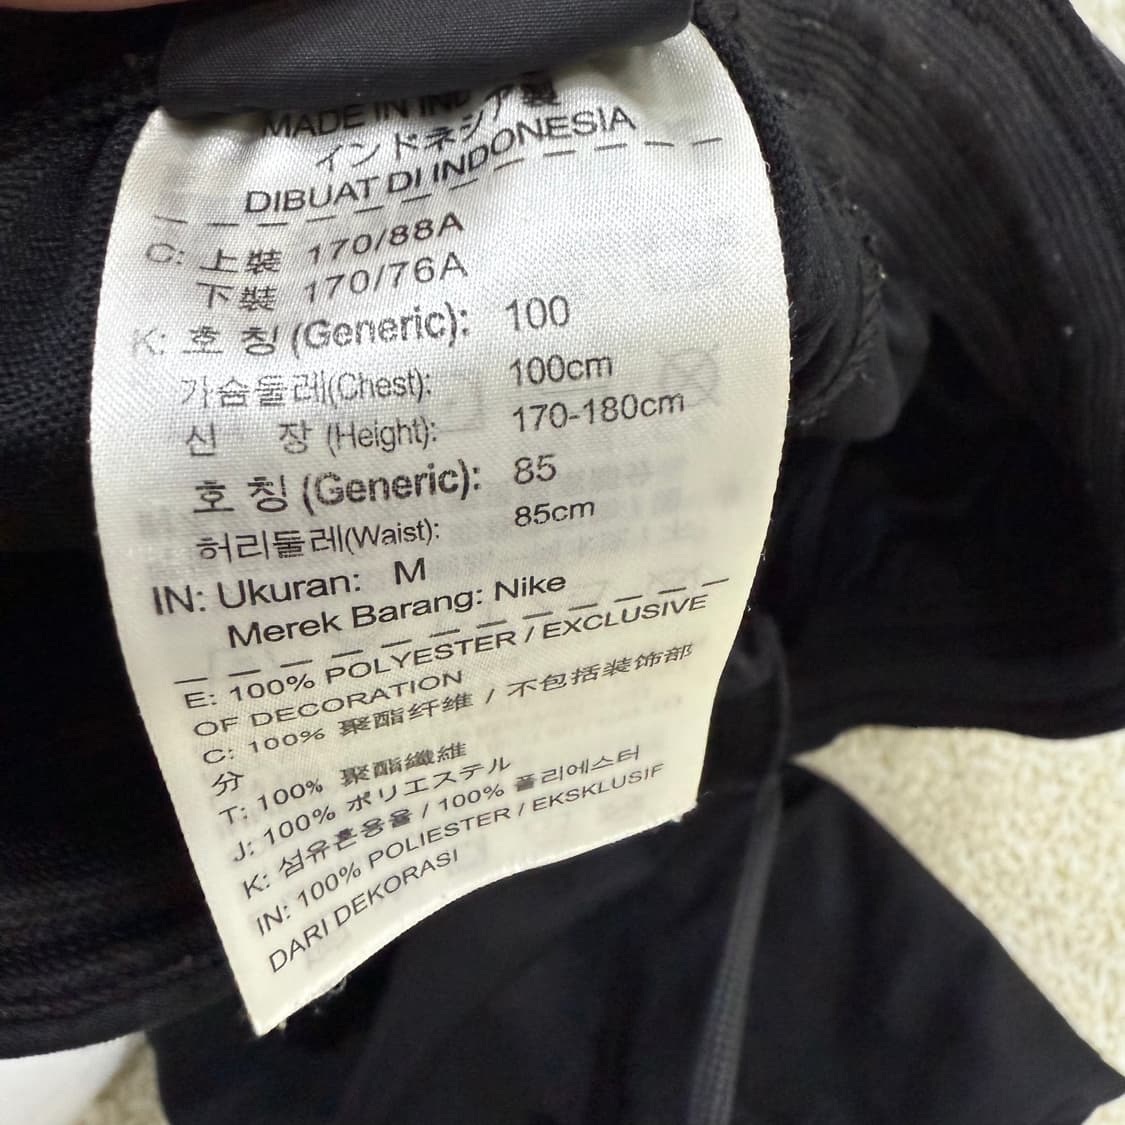 MADE IN IND
インドネシア製
DIBUAT DI INDONESIA
C: 上裝 170/88A
下裝 170/76A
K: 호칭 (Generic): 100
가슴둘레(Chest): 100cm
신 장 (Height): 170-180cm
호칭 (Generic): 85
허리둘레(Waist): 85cm
IN: Ukuran: M
Merek Barang: Nike
E: 100% POLYESTER / EXCLUSIVE
OF DECORATION
C: 100% 聚酯纤维 / 不包括装饰部
分
T: 100% 聚酯纖維
J: 100% ポリエステル
K: 섬유혼용율 / 100% 폴리에스터
IN: 100% POLIESTER / EKSKLUSIF
DARI DEKORASI